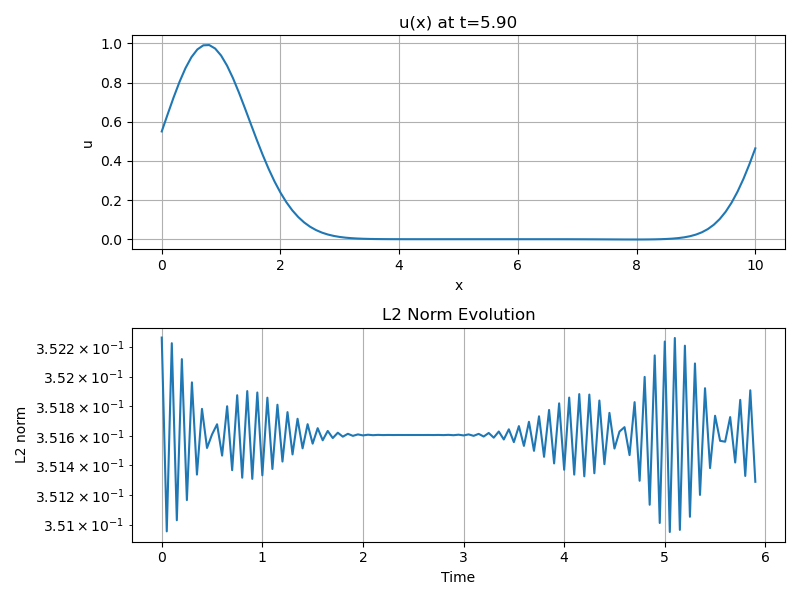 u(x) at t=5.90
1.0
0.8
0.6
0.4
0.2
0.0
u
0 2 4 6 8 10
x
L2 Norm Evolution
3.522 × 10⁻¹
3.52 × 10⁻¹
3.518 × 10⁻¹
3.516 × 10⁻¹
3.514 × 10⁻¹
3.512 × 10⁻¹
3.51 × 10⁻¹
L2 norm
0 1 2 3 4 5 6
Time